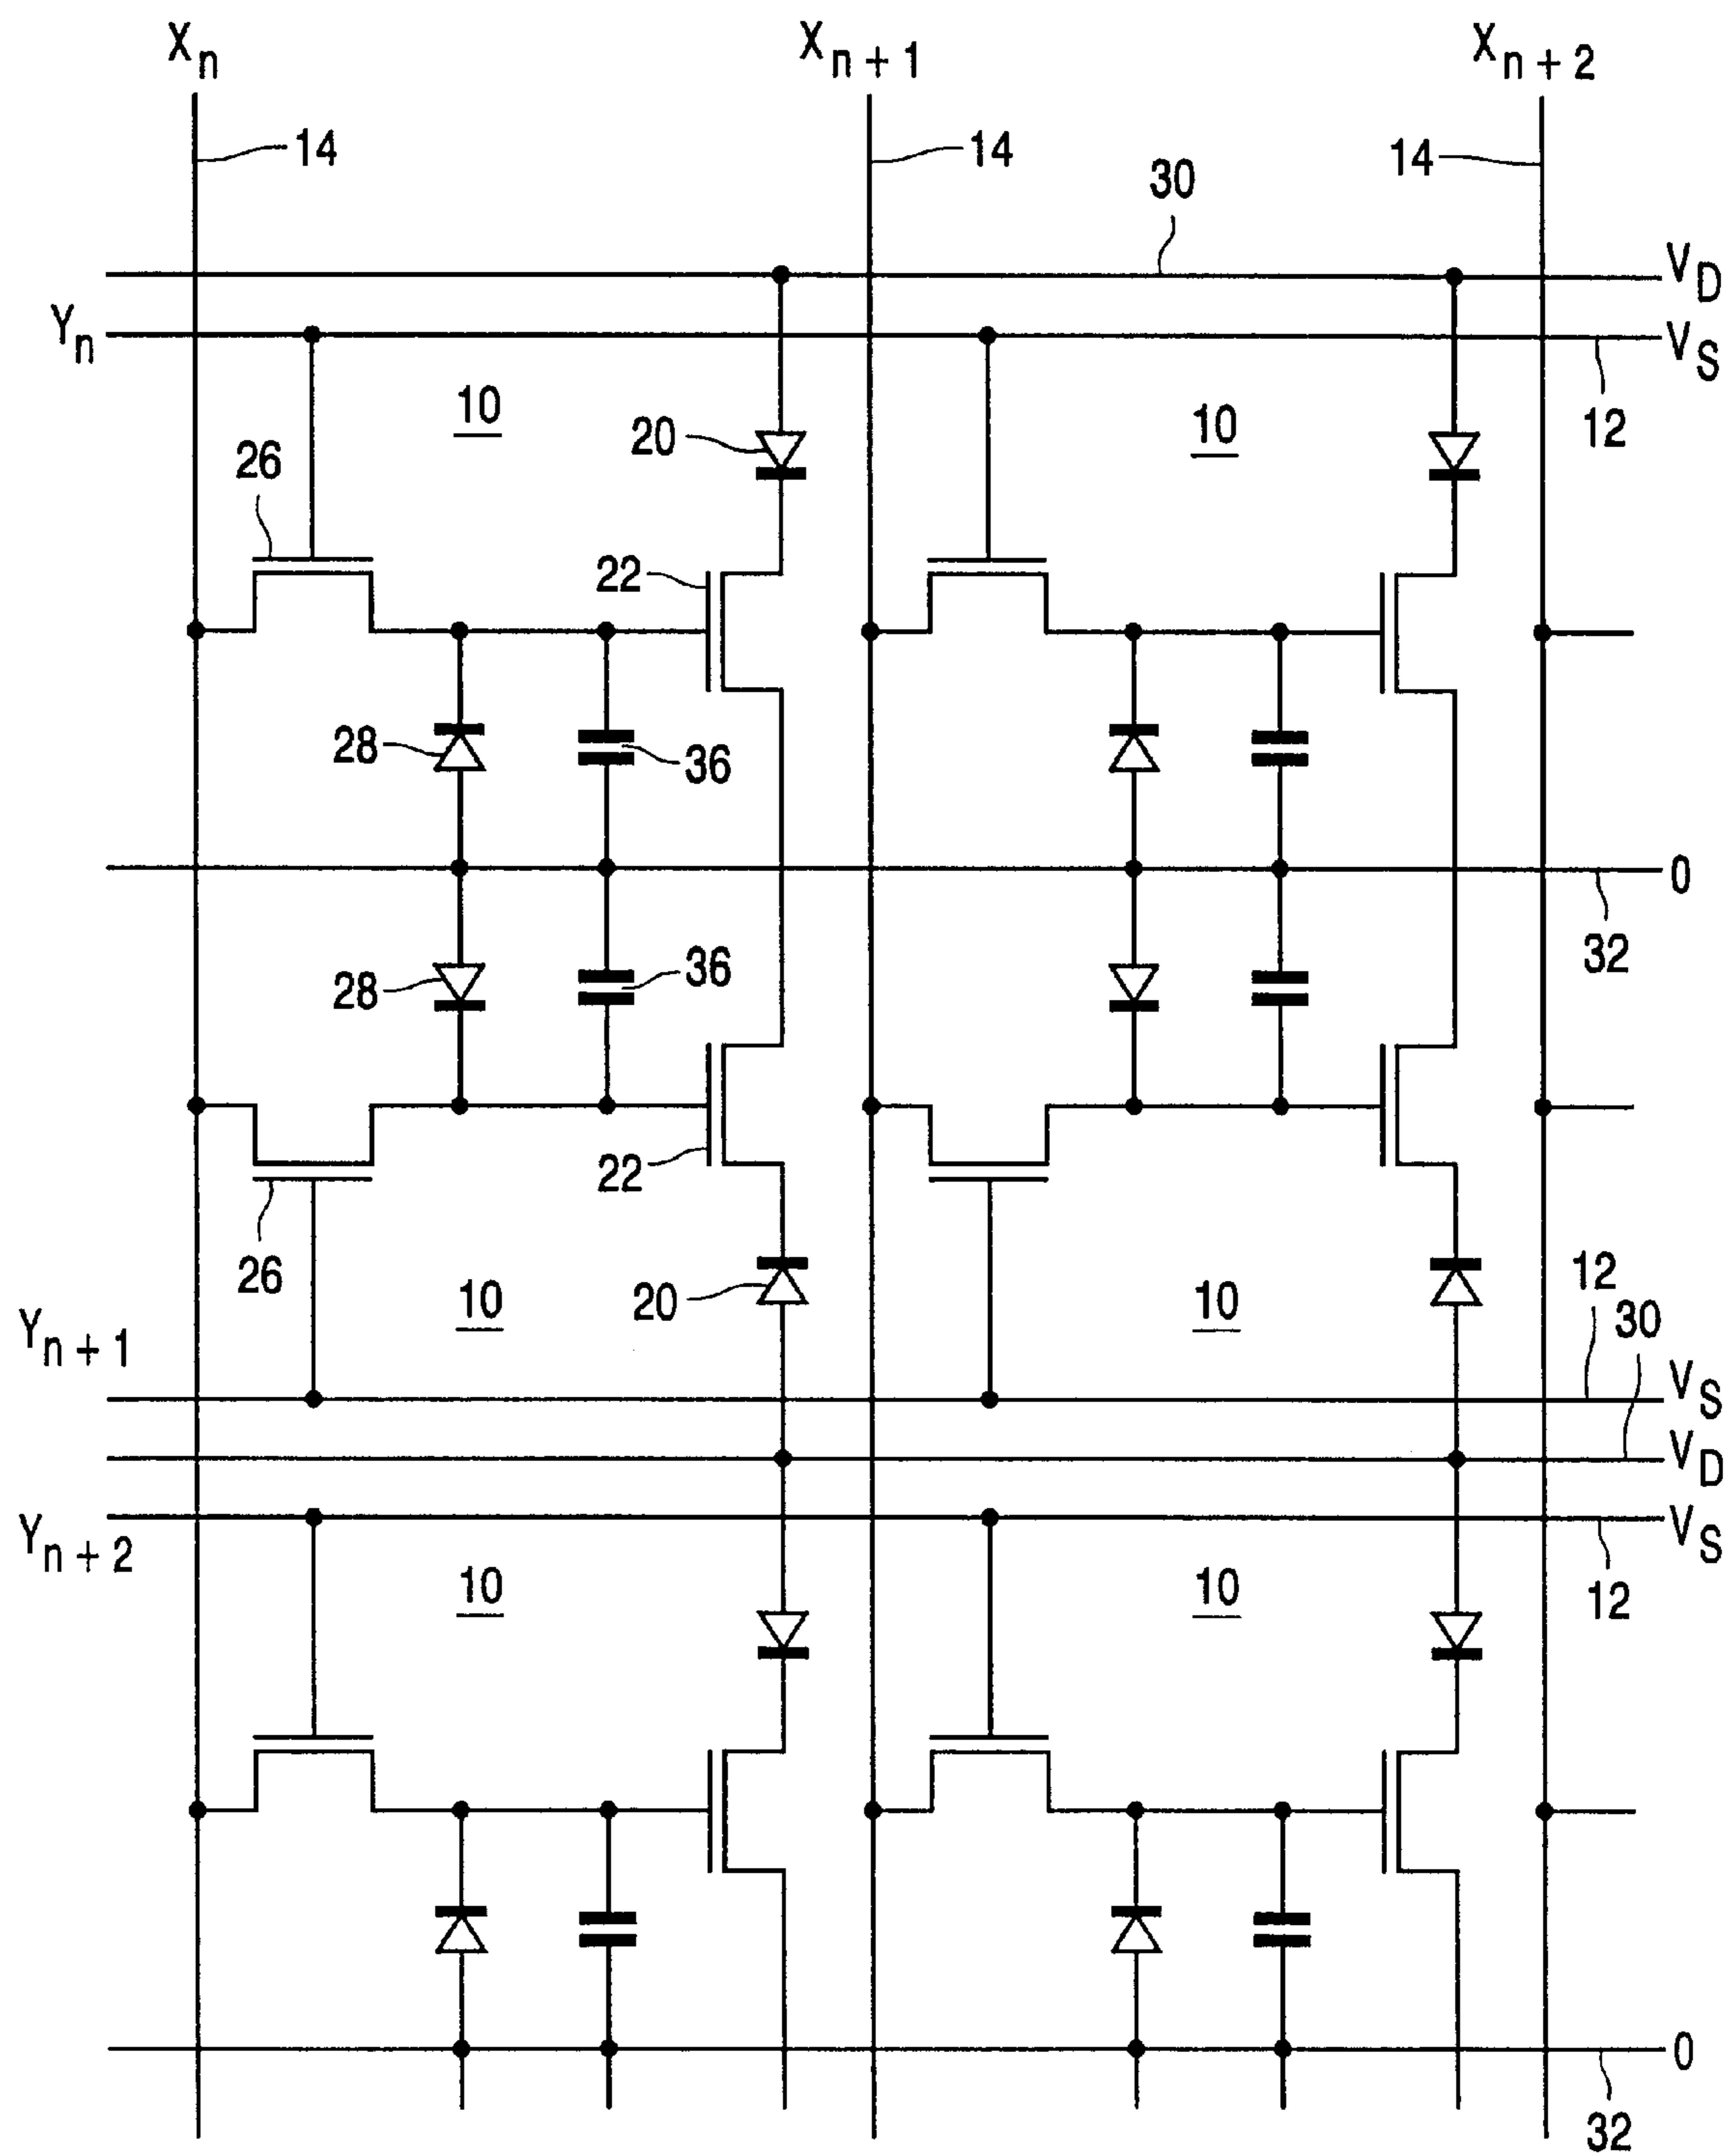 Xn Xn + 1 Xn + 2
14 14 14
30
VD
Yn VS
10 20 10 12
26
22
28 36
0
32
28 36
22
26 10 20 10 12 30
Yn + 1
VS
VD
Yn + 2 VS
10 10 12
0
32